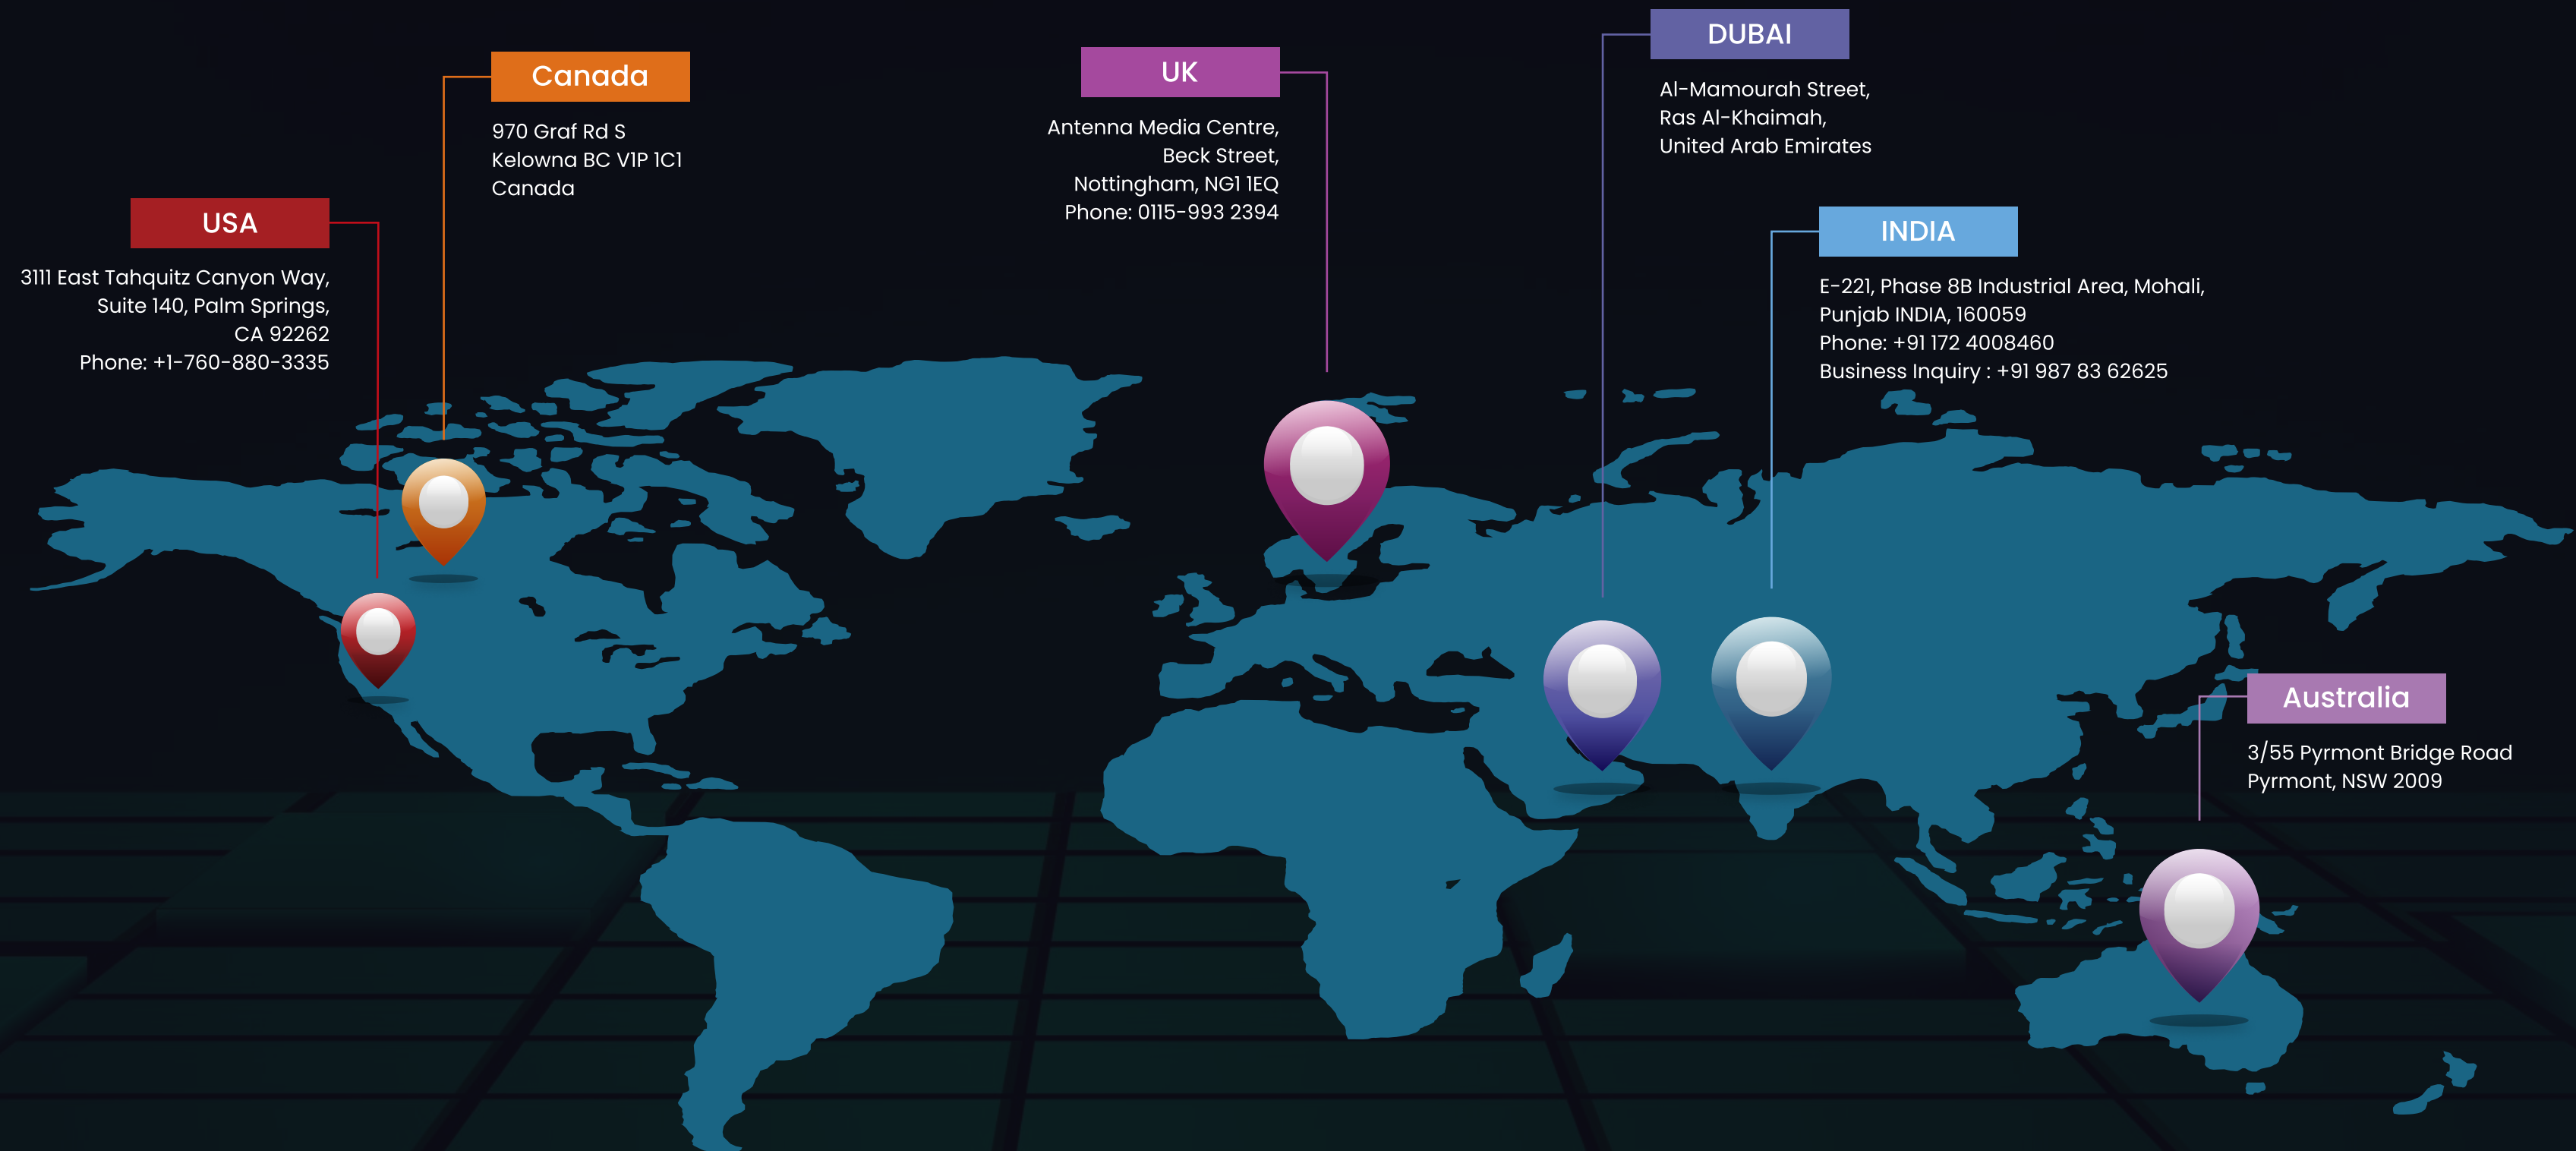 USA
3111 East Tahquitz Canyon Way,
Suite 140, Palm Springs,
CA 92262
Phone: +1-760-880-3335
Canada
970 Graf Rd S
Kelowna BC V1P 1C1
Canada
UK
Antenna Media Centre,
Beck Street,
Nottingham, NG1 1EQ
Phone: 0115-993 2394
DUBAI
Al-Mamourah Street,
Ras Al-Khaimah,
United Arab Emirates
INDIA
E-221, Phase 8B Industrial Area, Mohali,
Punjab INDIA, 160059
Phone: +91 172 4008460
Business Inquiry : +91 987 83 62625
Australia
3/55 Pyrmont Bridge Road
Pyrmont, NSW 2009